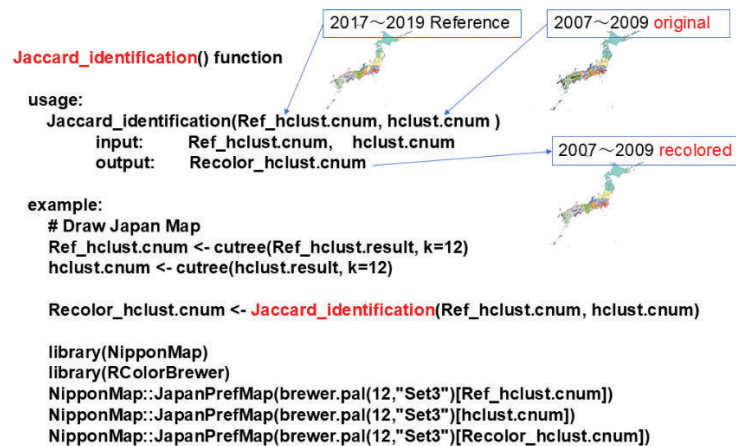 2017～2019 Reference
2007～2009 original
Jaccard_identification() function
usage:
Jaccard_identification(Ref_hclust.cnum, hclust.cnum )
input: Ref_hclust.cnum, hclust.cnum
output: Recolor_hclust.cnum
2007～2009 recolored
example:
# Draw Japan Map
Ref_hclust.cnum <- cutree(Ref_hclust.result, k=12)
hclust.cnum <- cutree(hclust.result, k=12)
Recolor_hclust.cnum <- Jaccard_identification(Ref_hclust.cnum, hclust.cnum)
library(NipponMap)
library(RColorBrewer)
NipponMap::JapanPrefMap(brewer.pal(12,"Set3")[Ref_hclust.cnum])
NipponMap::JapanPrefMap(brewer.pal(12,"Set3")[hclust.cnum])
NipponMap::JapanPrefMap(brewer.pal(12,"Set3")[Recolor_hclust.cnum])